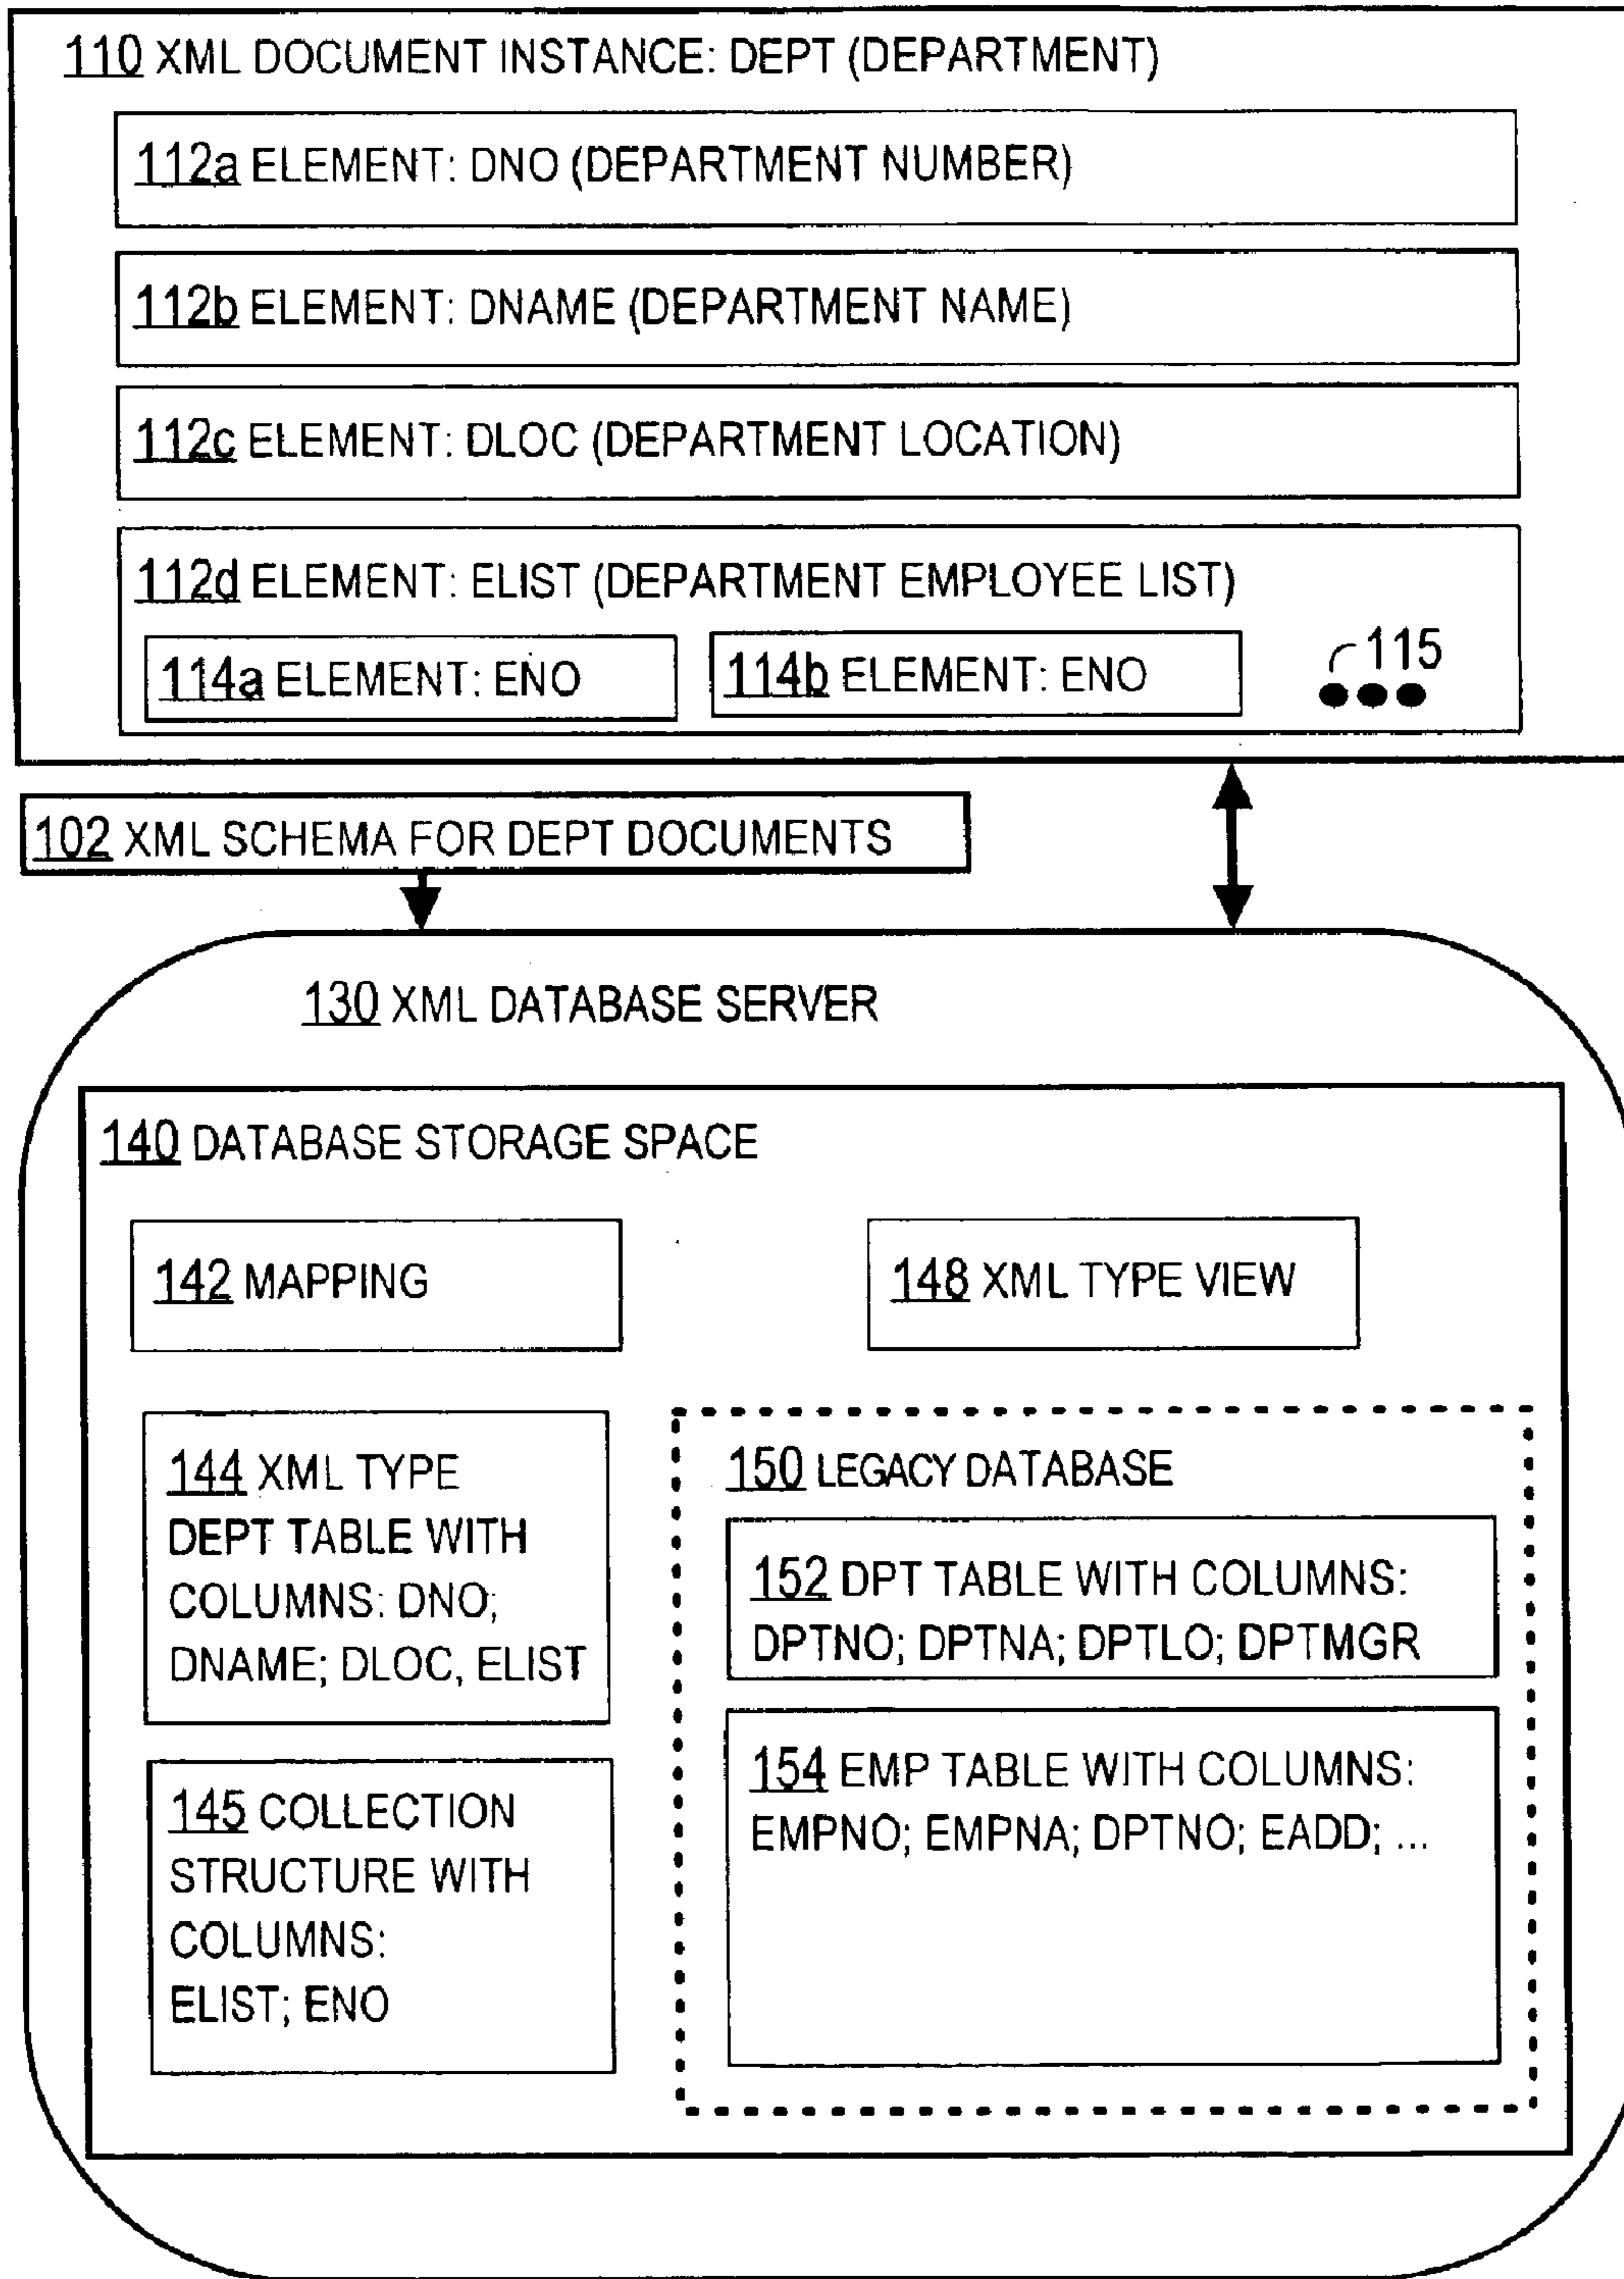 110 XML DOCUMENT INSTANCE: DEPT (DEPARTMENT)
112a ELEMENT: DNO (DEPARTMENT NUMBER)
112b ELEMENT: DNAME (DEPARTMENT NAME)
112c ELEMENT: DLOC (DEPARTMENT LOCATION)
112d ELEMENT: ELIST (DEPARTMENT EMPLOYEE LIST)
114a ELEMENT: ENO
114b ELEMENT: ENO
115
102 XML SCHEMA FOR DEPT DOCUMENTS
130 XML DATABASE SERVER
140 DATABASE STORAGE SPACE
142 MAPPING
148 XML TYPE VIEW
144 XML TYPE
DEPT TABLE WITH
COLUMNS: DNO;
DNAME; DLOC, ELIST
145 COLLECTION
STRUCTURE WITH
COLUMNS:
ELIST; ENO
150 LEGACY DATABASE
152 DPT TABLE WITH COLUMNS:
DPTNO; DPTNA; DPTLO; DPTMGR
154 EMP TABLE WITH COLUMNS:
EMPNO; EMPNA; DPTNO; EADD; ...